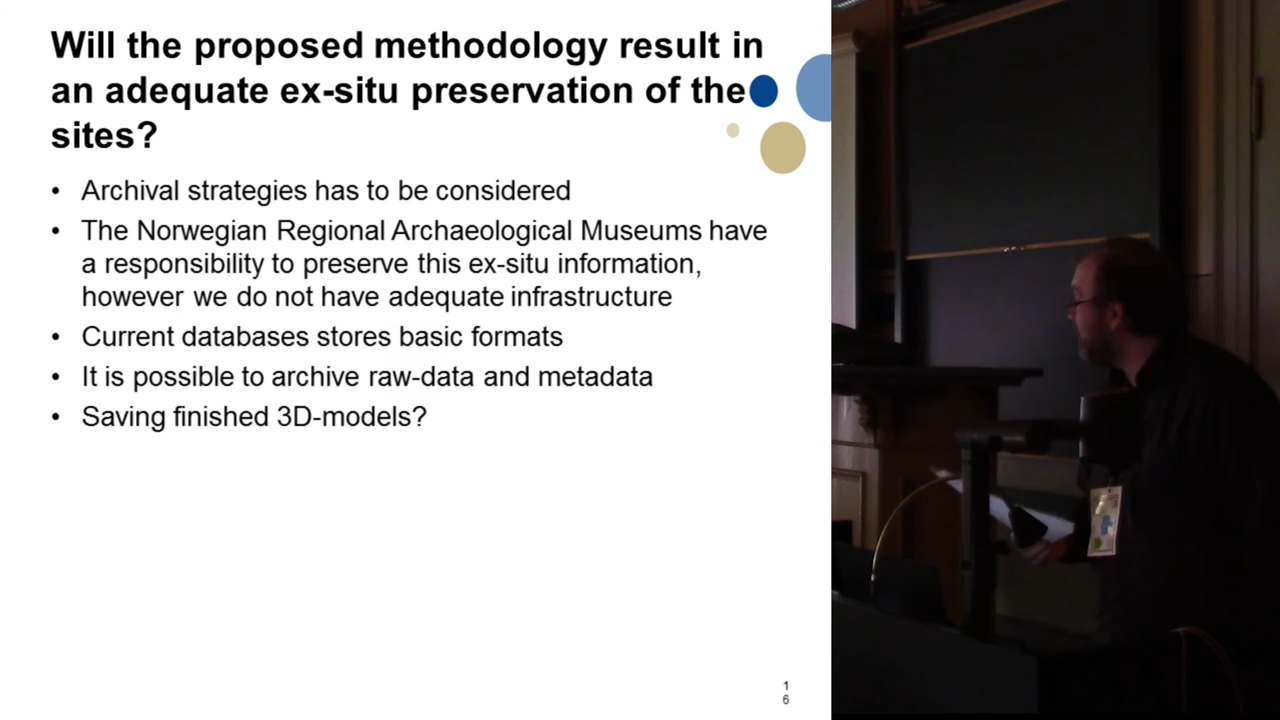 Will the proposed methodology result in
an adequate ex-situ preservation of the
sites?
• Archival strategies has to be considered
• The Norwegian Regional Archaeological Museums have
a responsibility to preserve this ex-situ information,
however we do not have adequate infrastructure
• Current databases stores basic formats
• It is possible to archive raw-data and metadata
• Saving finished 3D-models?
1
6